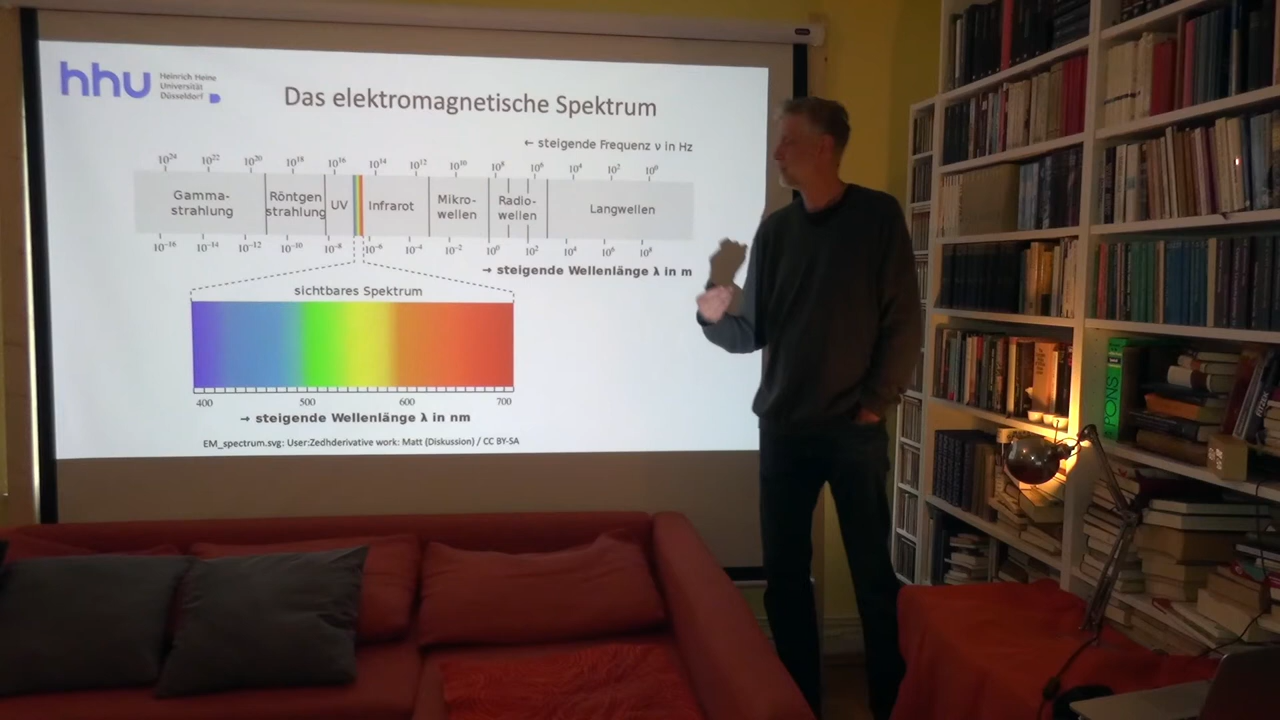 hhu
Heinrich Heine
Universität
Düsseldorf
Das elektromagnetische Spektrum
← steigende Frequenz ν in Hz
10²⁴ 10²² 10²⁰ 10¹⁸ 10¹⁶ 10¹⁴ 10¹² 10¹⁰ 10⁸ 10⁶ 10⁴ 10² 10⁰
Gamma-
strahlung
Röntgen
strahlung
UV
Infrarot
Mikro-
wellen
Radio-
wellen
Langwellen
10⁻¹⁶ 10⁻¹⁴ 10⁻¹² 10⁻¹⁰ 10⁻⁸ 10⁻⁶ 10⁻⁴ 10⁻² 10⁰ 10² 10⁴ 10⁶ 10⁸
→ steigende Wellenlänge λ in m
sichtbares Spektrum
400 500 600 700
→ steigende Wellenlänge λ in nm
EM_spectrum.svg: User:Zedhderivative work: Matt (Diskussion) / CC BY-SA
PONS